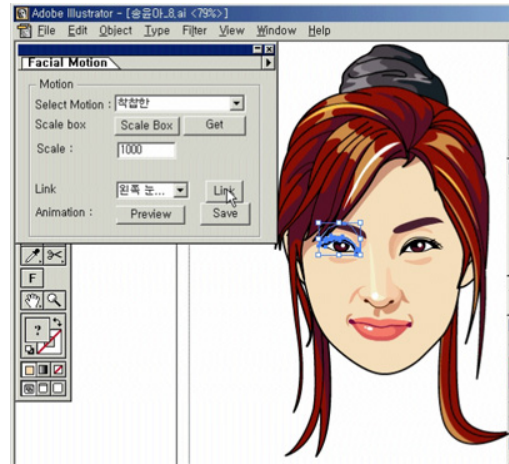 Adobe Illustrator - [송윤아_8.ai <79%>]
File Edit Object Type Filter View Window Help
Facial Motion
Motion
Select Motion : 착찹한
Scale box Scale Box Get
Scale : 1000
Link 왼쪽 눈... Link
Animation : Preview Save
F
?